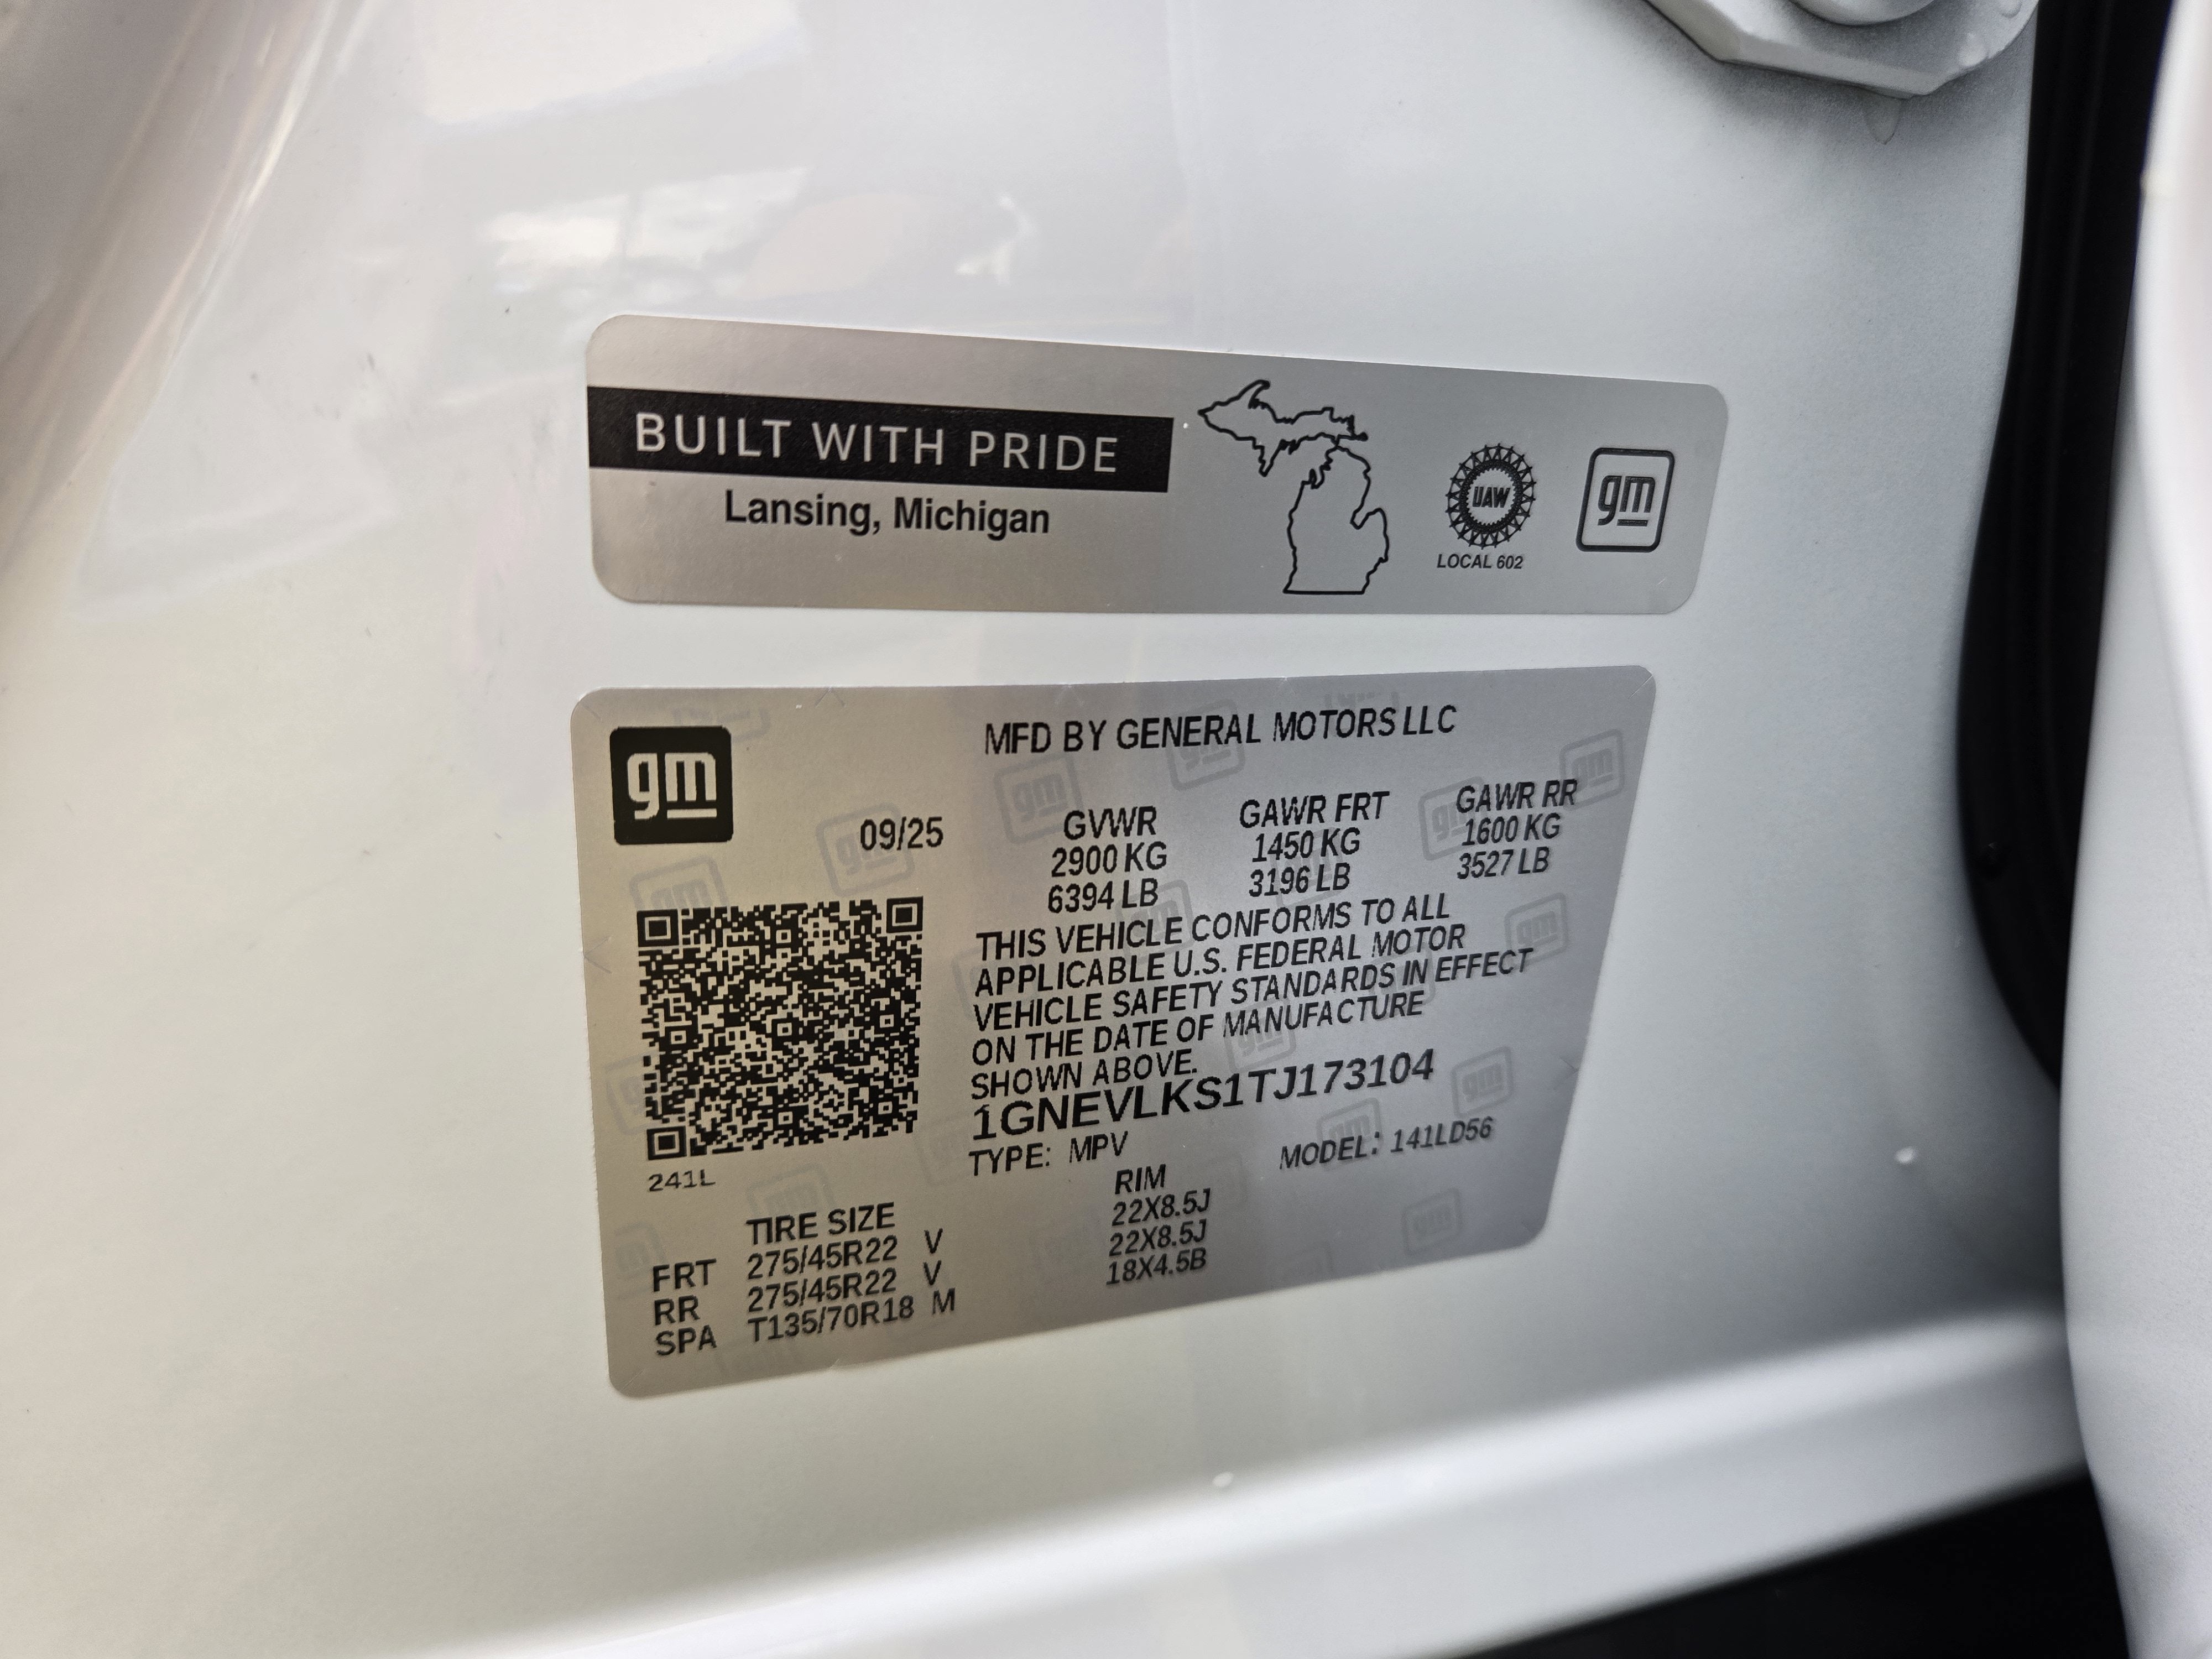 BUILT WITH PRIDE
Lansing, Michigan
UAW
LOCAL 602
gm
gm
MFD BY GENERAL MOTORS LLC
09/25
GVWR GAWR FRT GAWR RR
2900 KG 1450 KG 1600 KG
6394 LB 3196 LB 3527 LB
THIS VEHICLE CONFORMS TO ALL
APPLICABLE U.S. FEDERAL MOTOR
VEHICLE SAFETY STANDARDS IN EFFECT
ON THE DATE OF MANUFACTURE
SHOWN ABOVE.
1GNEVLKS1TJ173104
TYPE: MPV MODEL: 141LD56
241L
TIRE SIZE RIM
FRT 275/45R22 V 22X8.5J
RR 275/45R22 V 22X8.5J
SPA T135/70R18 M 18X4.5B